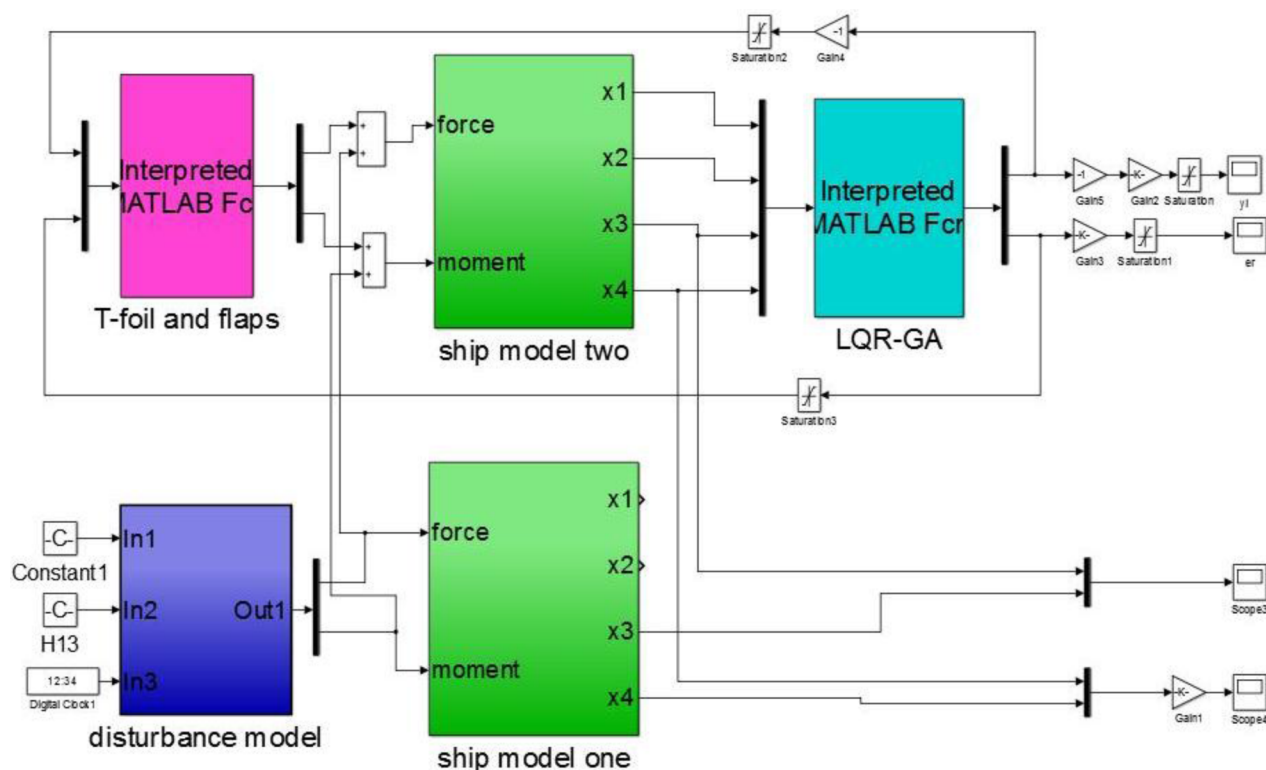 -1
Saturation2
Gain4
Interpreted
MATLAB Fc
T-foil and flaps
+
+
+
+
force
moment
x1
x2
x3
x4
ship model two
Interpreted
MATLAB Fcr
LQR-GA
-1
Gain5
-K-
Gain2
Saturation
yi
-K-
Gain3
Saturation1
er
Saturation3
-C-
Constant1
-C-
H13
12:34
Digital Clock1
In1
In2
In3
Out1
disturbance model
force
moment
x1
x2
x3
x4
ship model one
Scope3
-K-
Gain1
Scope4